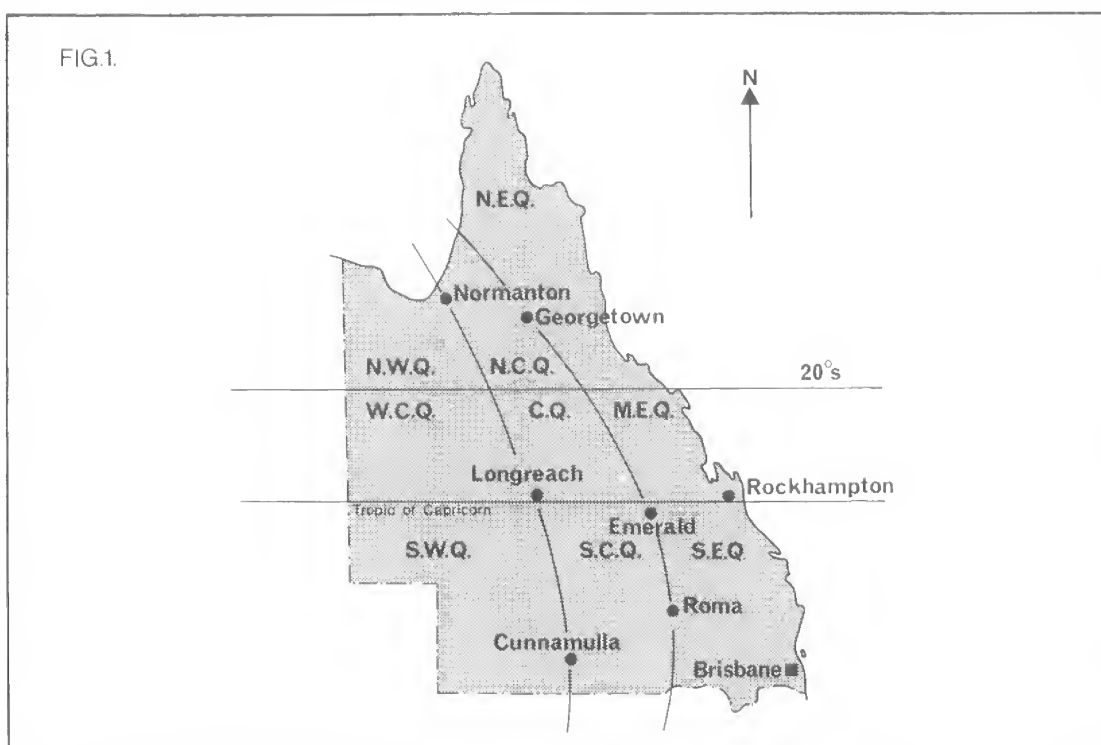 FIG.1.
N
N.E.Q.
Normanton
Georgetown
N.W.Q. N.C.Q. 20°s
W.C.Q. C.Q. M.E.Q.
Longreach
Rockhampton
Tropic of Capricorn
Emerald
S.W.Q. S.C.Q. S.E.Q.
Roma
Cunnamulla
Brisbane